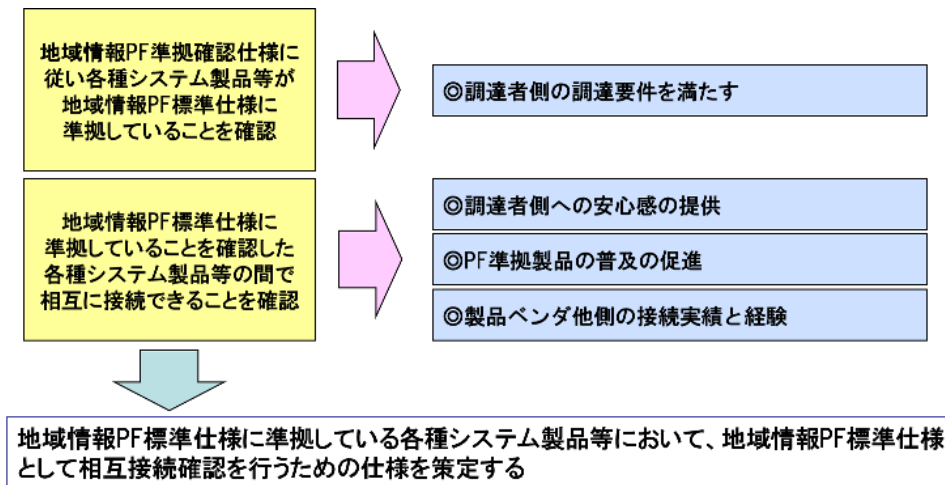 地域情報PF準拠確認仕様に
従い各種システム製品等が
地域情報PF標準仕様に
準拠していることを確認
◎調達者側の調達要件を満たす
地域情報PF標準仕様に
準拠していることを確認した
各種システム製品等の間で
相互に接続できることを確認
◎調達者側への安心感の提供
◎PF準拠製品の普及の促進
◎製品ベンダ他側の接続実績と経験
地域情報PF標準仕様に準拠している各種システム製品等において、地域情報PF標準仕様
として相互接続確認を行うための仕様を策定する